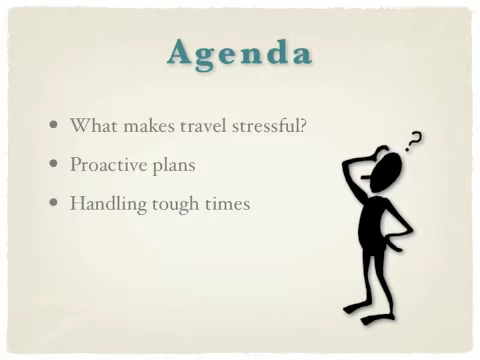 Agenda
• What makes travel stressful?
• Proactive plans
• Handling tough times
?